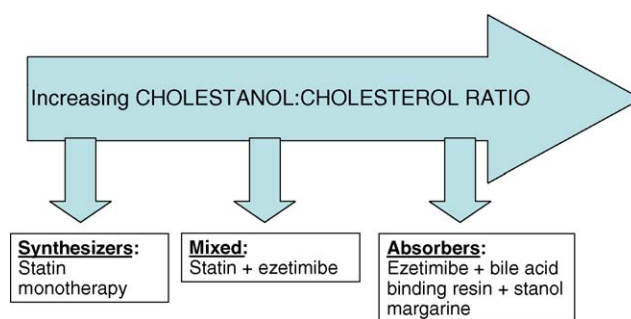 Increasing CHOLESTANOL:CHOLESTEROL RATIO
Synthesizers:
Statin
monotherapy
Mixed:
Statin + ezetimibe
Absorbers:
Ezetimibe + bile acid
binding resin + stanol
margarine